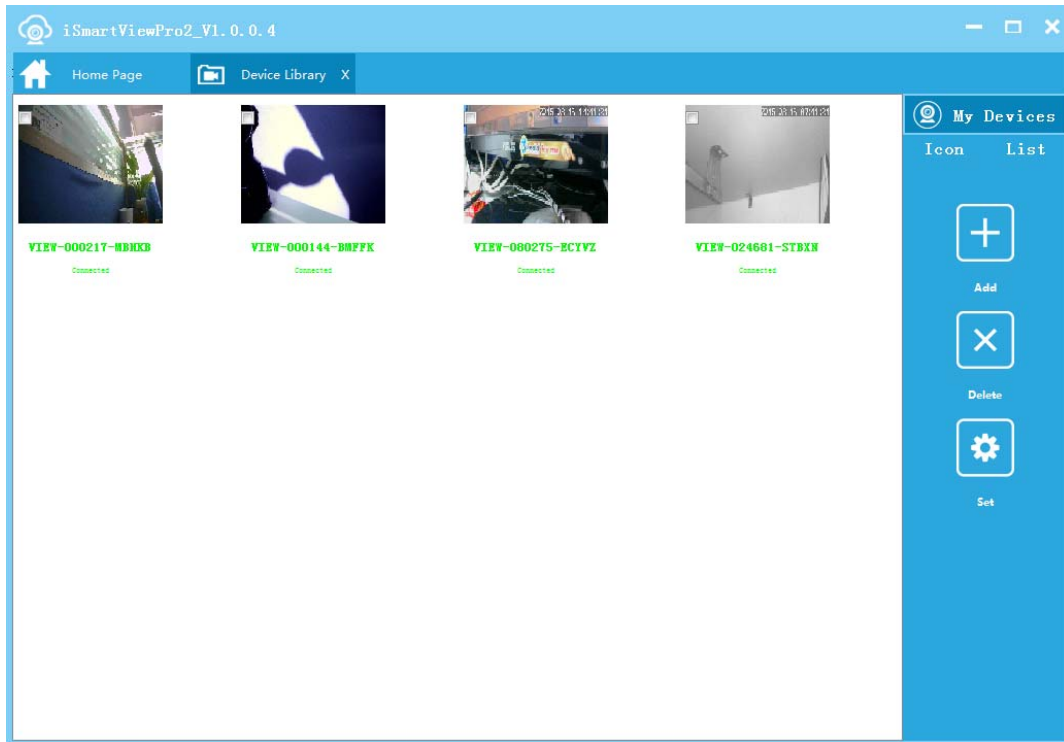 iSmartViewPro2_V1.0.0.4
Home Page
Device Library X
My Devices
Icon List
VIEW-000217-WBHKB
Connected
VIEW-000144-BMFFK
Connected
VIEW-080275-ECYVZ
Connected
VIEW-024681-STBXN
Connected
Add
Delete
Set